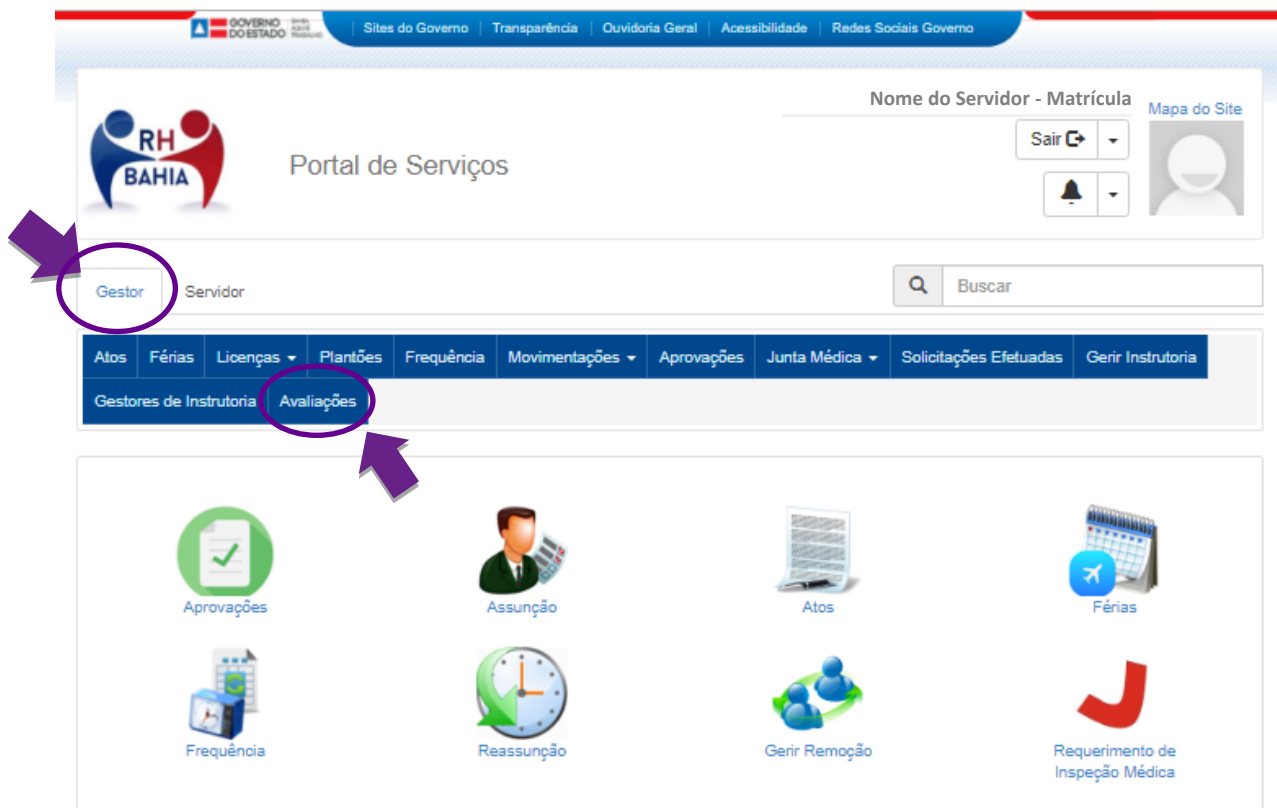 GOVERNO
DO ESTADO
Sites do Governo | Transparência | Ouvidoria Geral | Acessibilidade | Redes Sociais Governo
Nome do Servidor - Matrícula
Mapa do Site
RH
BAHIA
Portal de Serviços
Sair
Gestor Servidor
Buscar
Atos Férias Licenças Plantões Frequência Movimentações Aprovações Junta Médica Solicitações Efetuadas Gerir Instrutoria
Gestores de Instrutoria Avaliações
Aprovações Assunção Atos Férias
Frequência Reassunção Gerir Remoção Requerimento de
Inspeção Médica